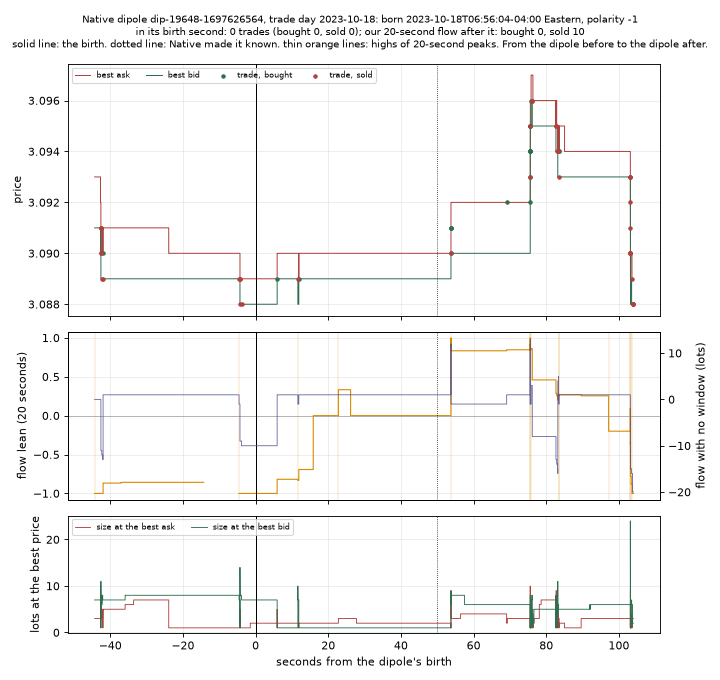 Native dipole dip-19648-1697626564, trade day 2023-10-18: born 2023-10-18T06:56:04-04:00 Eastern, polarity -1
in its birth second: 0 trades (bought 0, sold 0); our 20-second flow after it: bought 0, sold 10
solid line: the birth. dotted line: Native made it known. thin orange lines: highs of 20-second peaks. From the dipole before to the dipole after.
best ask best bid trade, bought trade, sold
price
3.096
3.094
3.092
3.090
3.088
flow lean (20 seconds)
1.0
0.5
0.0
−0.5
−1.0
10
0
−10
−20
flow with no window (lots)
size at the best ask size at the best bid
lots at the best price
20
10
0
−40 −20 0 20 40 60 80 100
seconds from the dipole's birth